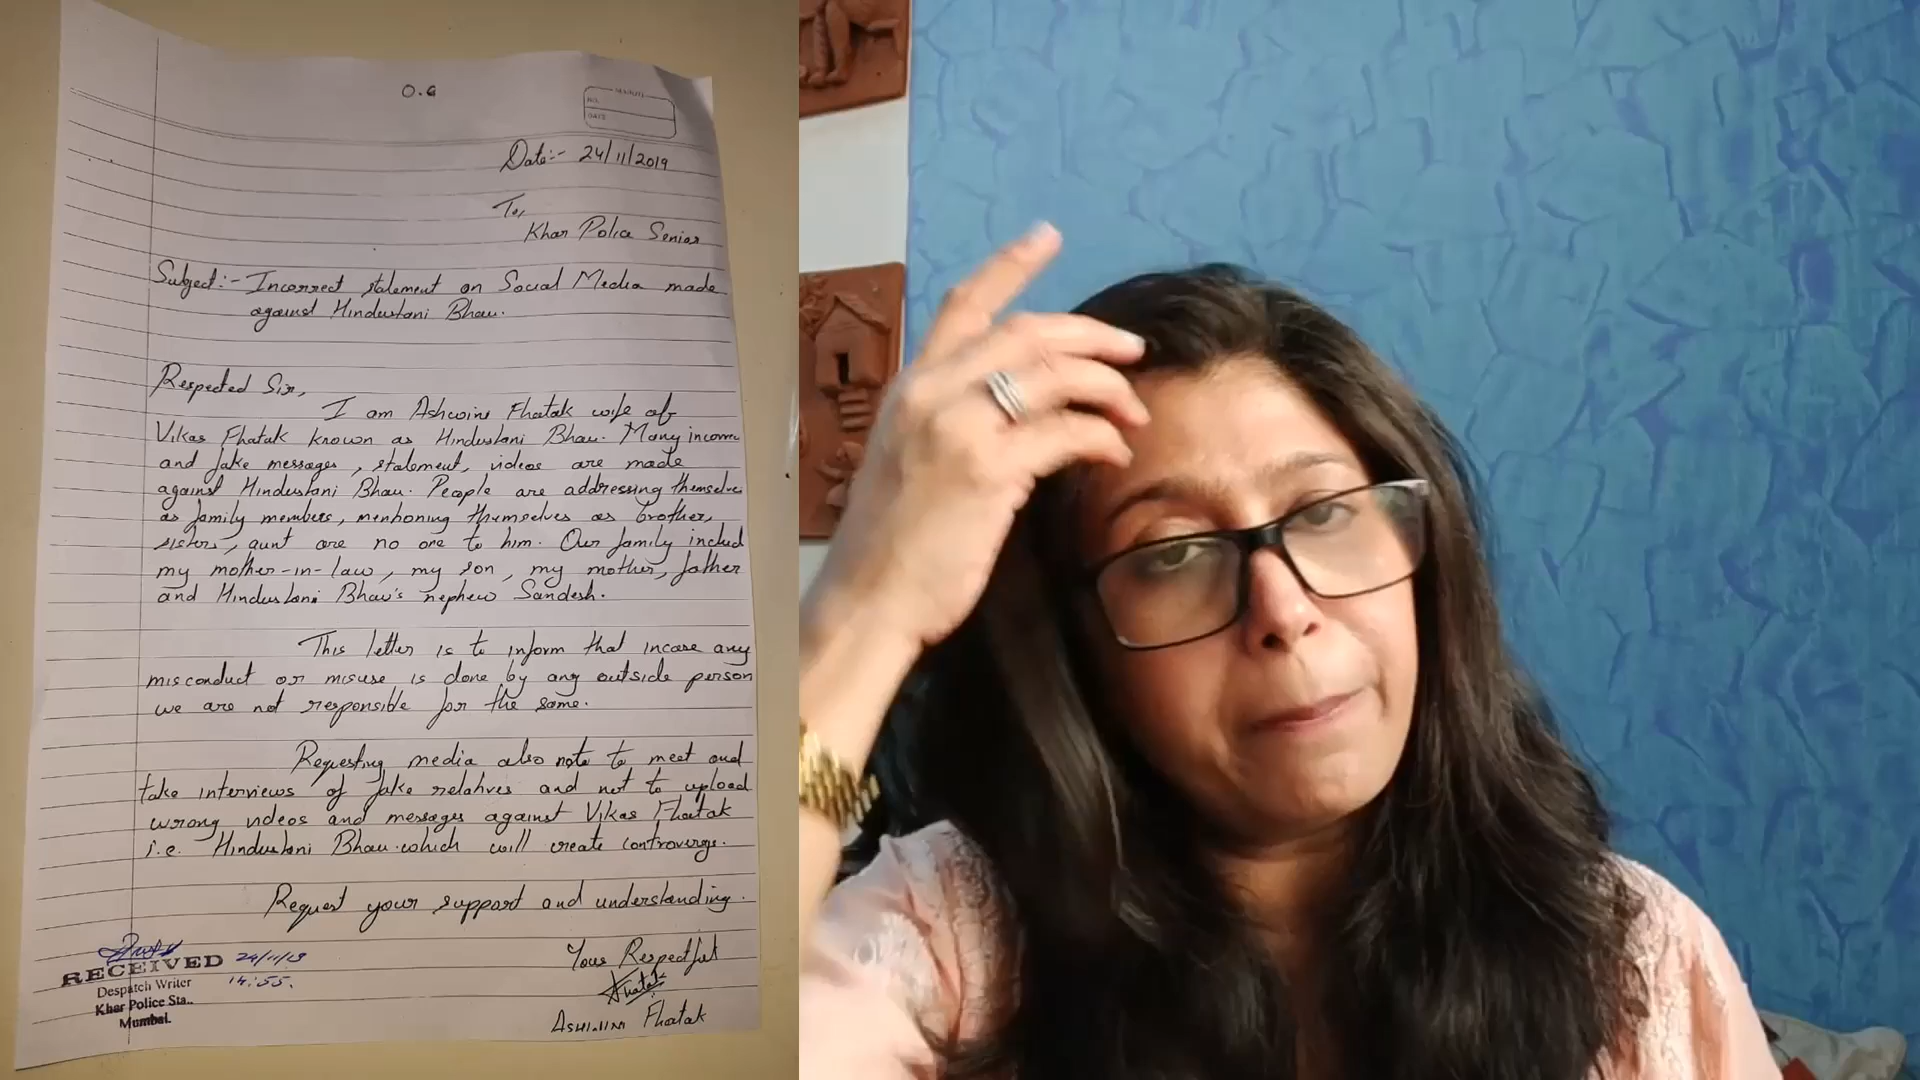 O.C
NO.
DATE
Date:- 24/11/2019
To,
Khar Police Senior
Subject:- Incorrect statement on Social Media made
against Hindustani Bhau.
Respected Sir,
I am Ashwini Fhatak wife of
Vikas Fhatak known as Hindustani Bhau. Many incorre
and fake messages, statement, videos are made
against Hindustani Bhau. People are addressing themselve
as family members, mentioning themselves as brother,
sisters, aunt are no one to him. Our family includ
my mother-in-law, my son, my mother, father
and Hindustani Bhau's nephew Sandesh.
This letter is to inform that incase any
misconduct or misuse is done by any outside person
we are not responsible for the same.
Requesting media also not to meet and
take interviews of fake relatives and not to upload
wrong videos and messages against Vikas Fhatak
i.e. Hindustani Bhau which will create controversy.
Request your support and understanding.
RECEIVED 24/11/19
Despatch Writer 14:55.
Khar Police Sta..
Mumbai.
Your Respectful
Fhatak
ASHWINI Fhatak